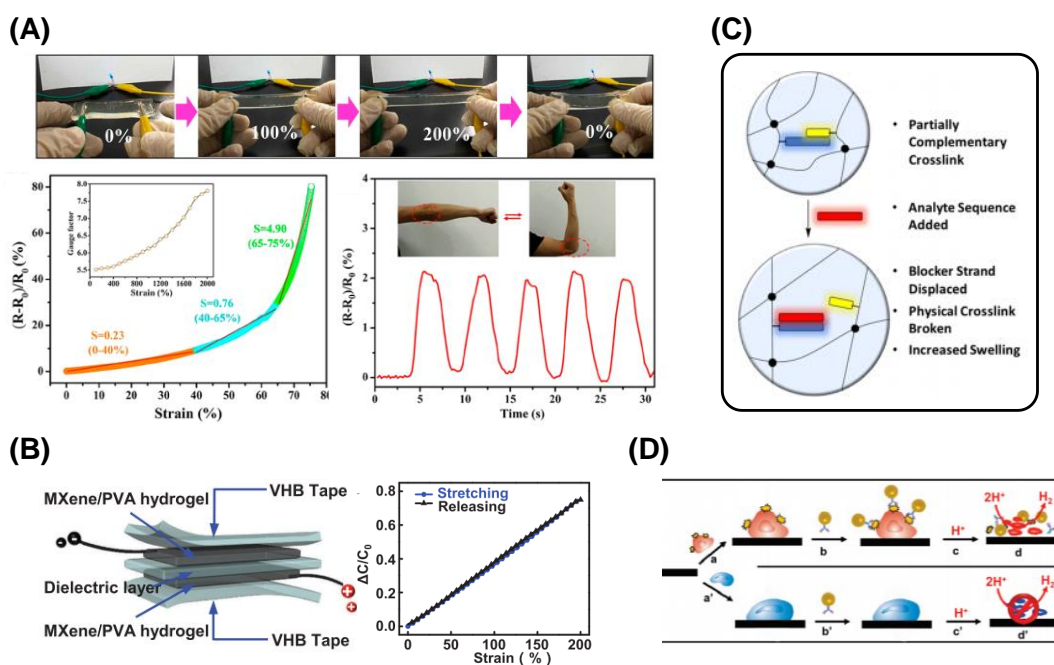 (A)
0%
100%
200%
0%
(R-R₀)/R₀ (%)
80
60
40
20
0
0 10 20 30 40 50 60 70 80
Strain (%)
S=0.23
(0-40%)
S=0.76
(40-65%)
S=4.90
(65-75%)
Gauge factor
8.0
7.5
7.0
6.5
6.0
5.5
0 400 800 1200 1600 2000
Strain (%)
(R-R₀)/R₀ (%)
4
3
2
1
0
0 5 10 15 20 25 30
Time (s)
(B)
MXene/PVA hydrogel
VHB Tape
Dielectric layer
MXene/PVA hydrogel
VHB Tape
ΔC/C₀
0.8
0.6
0.4
0.2
0.0
Stretching
Releasing
0 50 100 150 200
Strain ( % )
(C)
• Partially
Complementary
Crosslink
• Analyte Sequence
Added
• Blocker Strand
Displaced
• Physical Crosslink
Broken
• Increased Swelling
(D)
a
b
H⁺
c
2H⁺
H₂
d
a'
b'
H⁺
c'
2H⁺
H₂
d'